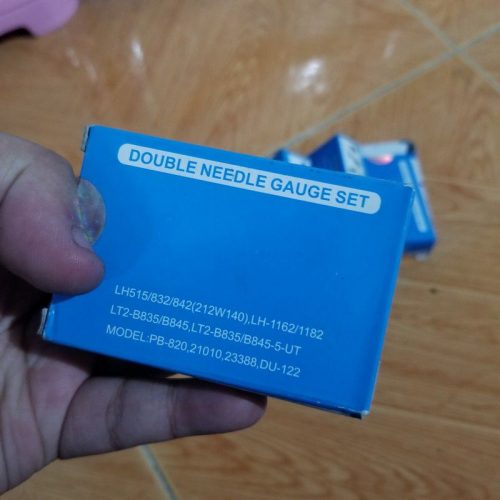 DOUBLE NEEDLE GAUGE SET
LH515/832/842(212W140),LH-1162/1182
LT2-B835/B845,LT2-B835/B845-5-UT
MODEL:PB-820,21010,23388,DU-122